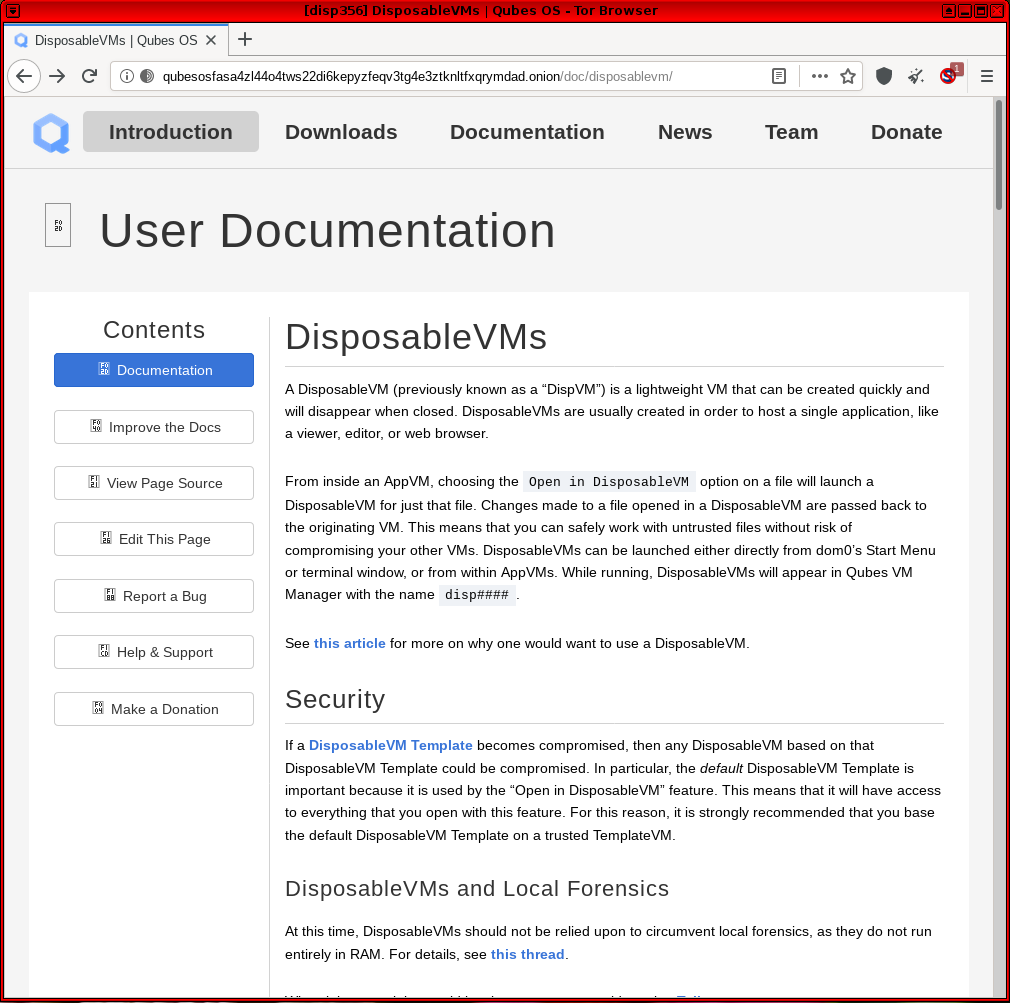 [disp356] DisposableVMs | Qubes OS - Tor Browser
DisposableVMs | Qubes OS
qubesosfasa4zl44o4tws22di6kepyzfeqv3tg4e3ztknltfxqrymdad.onion/doc/disposablevm/
1
Introduction Downloads Documentation News Team Donate
User Documentation
Contents
Documentation
Improve the Docs
View Page Source
Edit This Page
Report a Bug
Help & Support
Make a Donation
DisposableVMs
A DisposableVM (previously known as a “DispVM”) is a lightweight VM that can be created quickly and
will disappear when closed. DisposableVMs are usually created in order to host a single application, like
a viewer, editor, or web browser.
From inside an AppVM, choosing the Open in DisposableVM option on a file will launch a
DisposableVM for just that file. Changes made to a file opened in a DisposableVM are passed back to
the originating VM. This means that you can safely work with untrusted files without risk of
compromising your other VMs. DisposableVMs can be launched either directly from dom0’s Start Menu
or terminal window, or from within AppVMs. While running, DisposableVMs will appear in Qubes VM
Manager with the name disp####.
See this article for more on why one would want to use a DisposableVM.
Security
If a DisposableVM Template becomes compromised, then any DisposableVM based on that
DisposableVM Template could be compromised. In particular, the default DisposableVM Template is
important because it is used by the “Open in DisposableVM” feature. This means that it will have access
to everything that you open with this feature. For this reason, it is strongly recommended that you base
the default DisposableVM Template on a trusted TemplateVM.
DisposableVMs and Local Forensics
At this time, DisposableVMs should not be relied upon to circumvent local forensics, as they do not run
entirely in RAM. For details, see this thread.